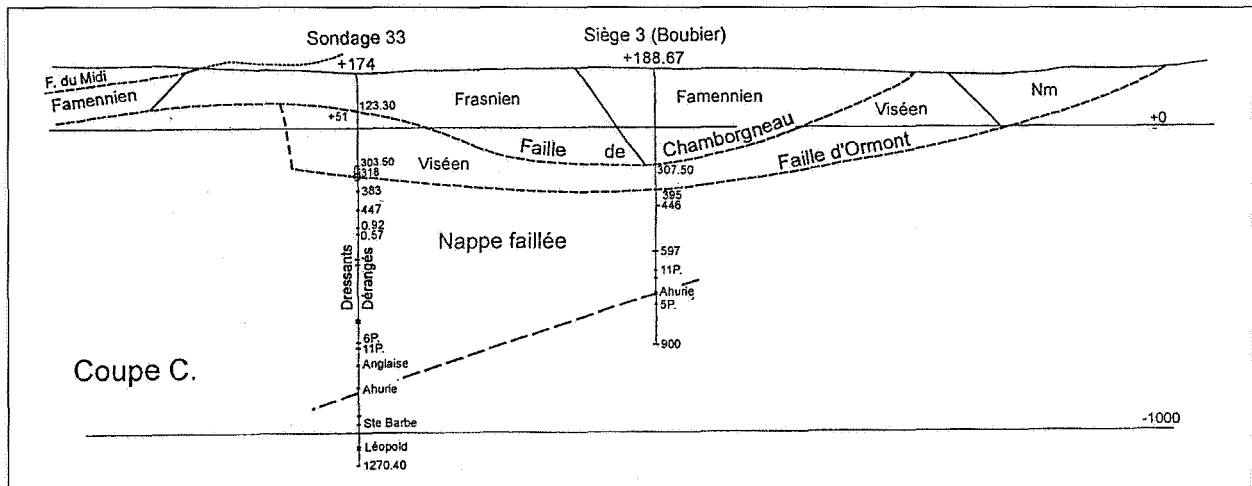 Sondage 33
+174
Siège 3 (Boubier)
+188.67
F. du Midi
Famennien
123.30
+51
Frasnien
Famennien
Viséen
Nm
+0
Faille de Chamborgneau
Faille d'Ormont
Viséen
303.50
318
383
447
0.92
0.57
Dressants
Dérangés
6P.
11P.
Anglaise
Ahurie
Ste Barbe
Léopold
1270.40
307.50
395
446
597
11P.
Ahurie
5P.
900
Nappe faillée
Coupe C.
-1000